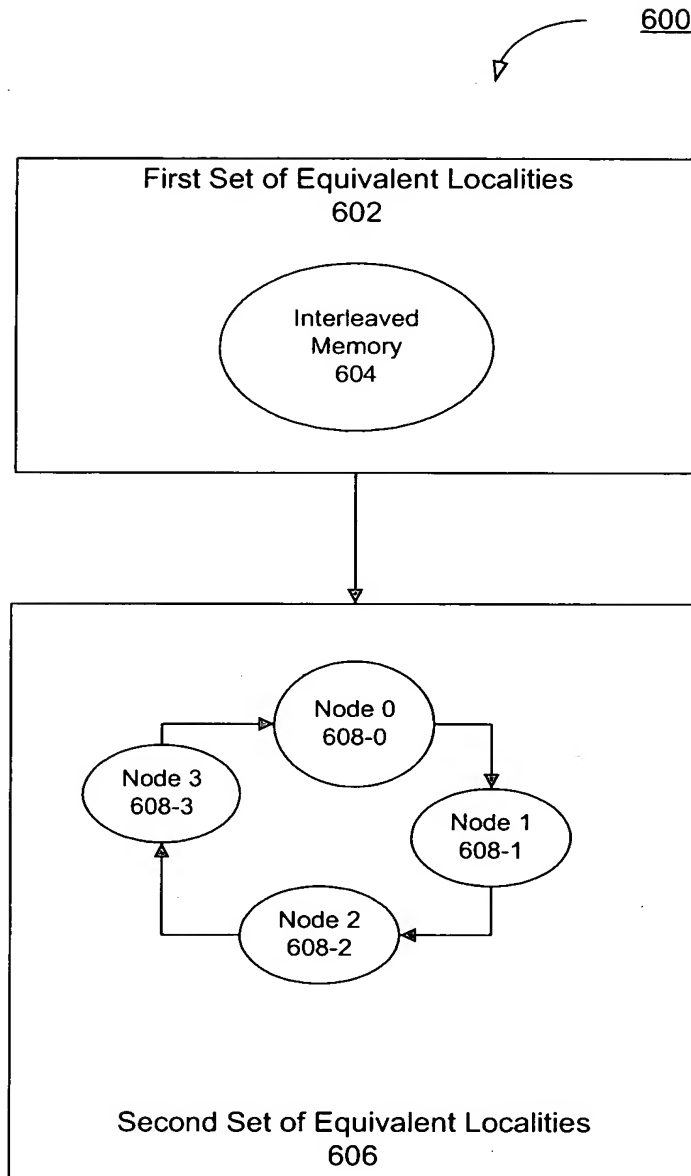 600
First Set of Equivalent Localities
602
Interleaved
Memory
604
Node 0
608-0
Node 3
608-3
Node 1
608-1
Node 2
608-2
Second Set of Equivalent Localities
606